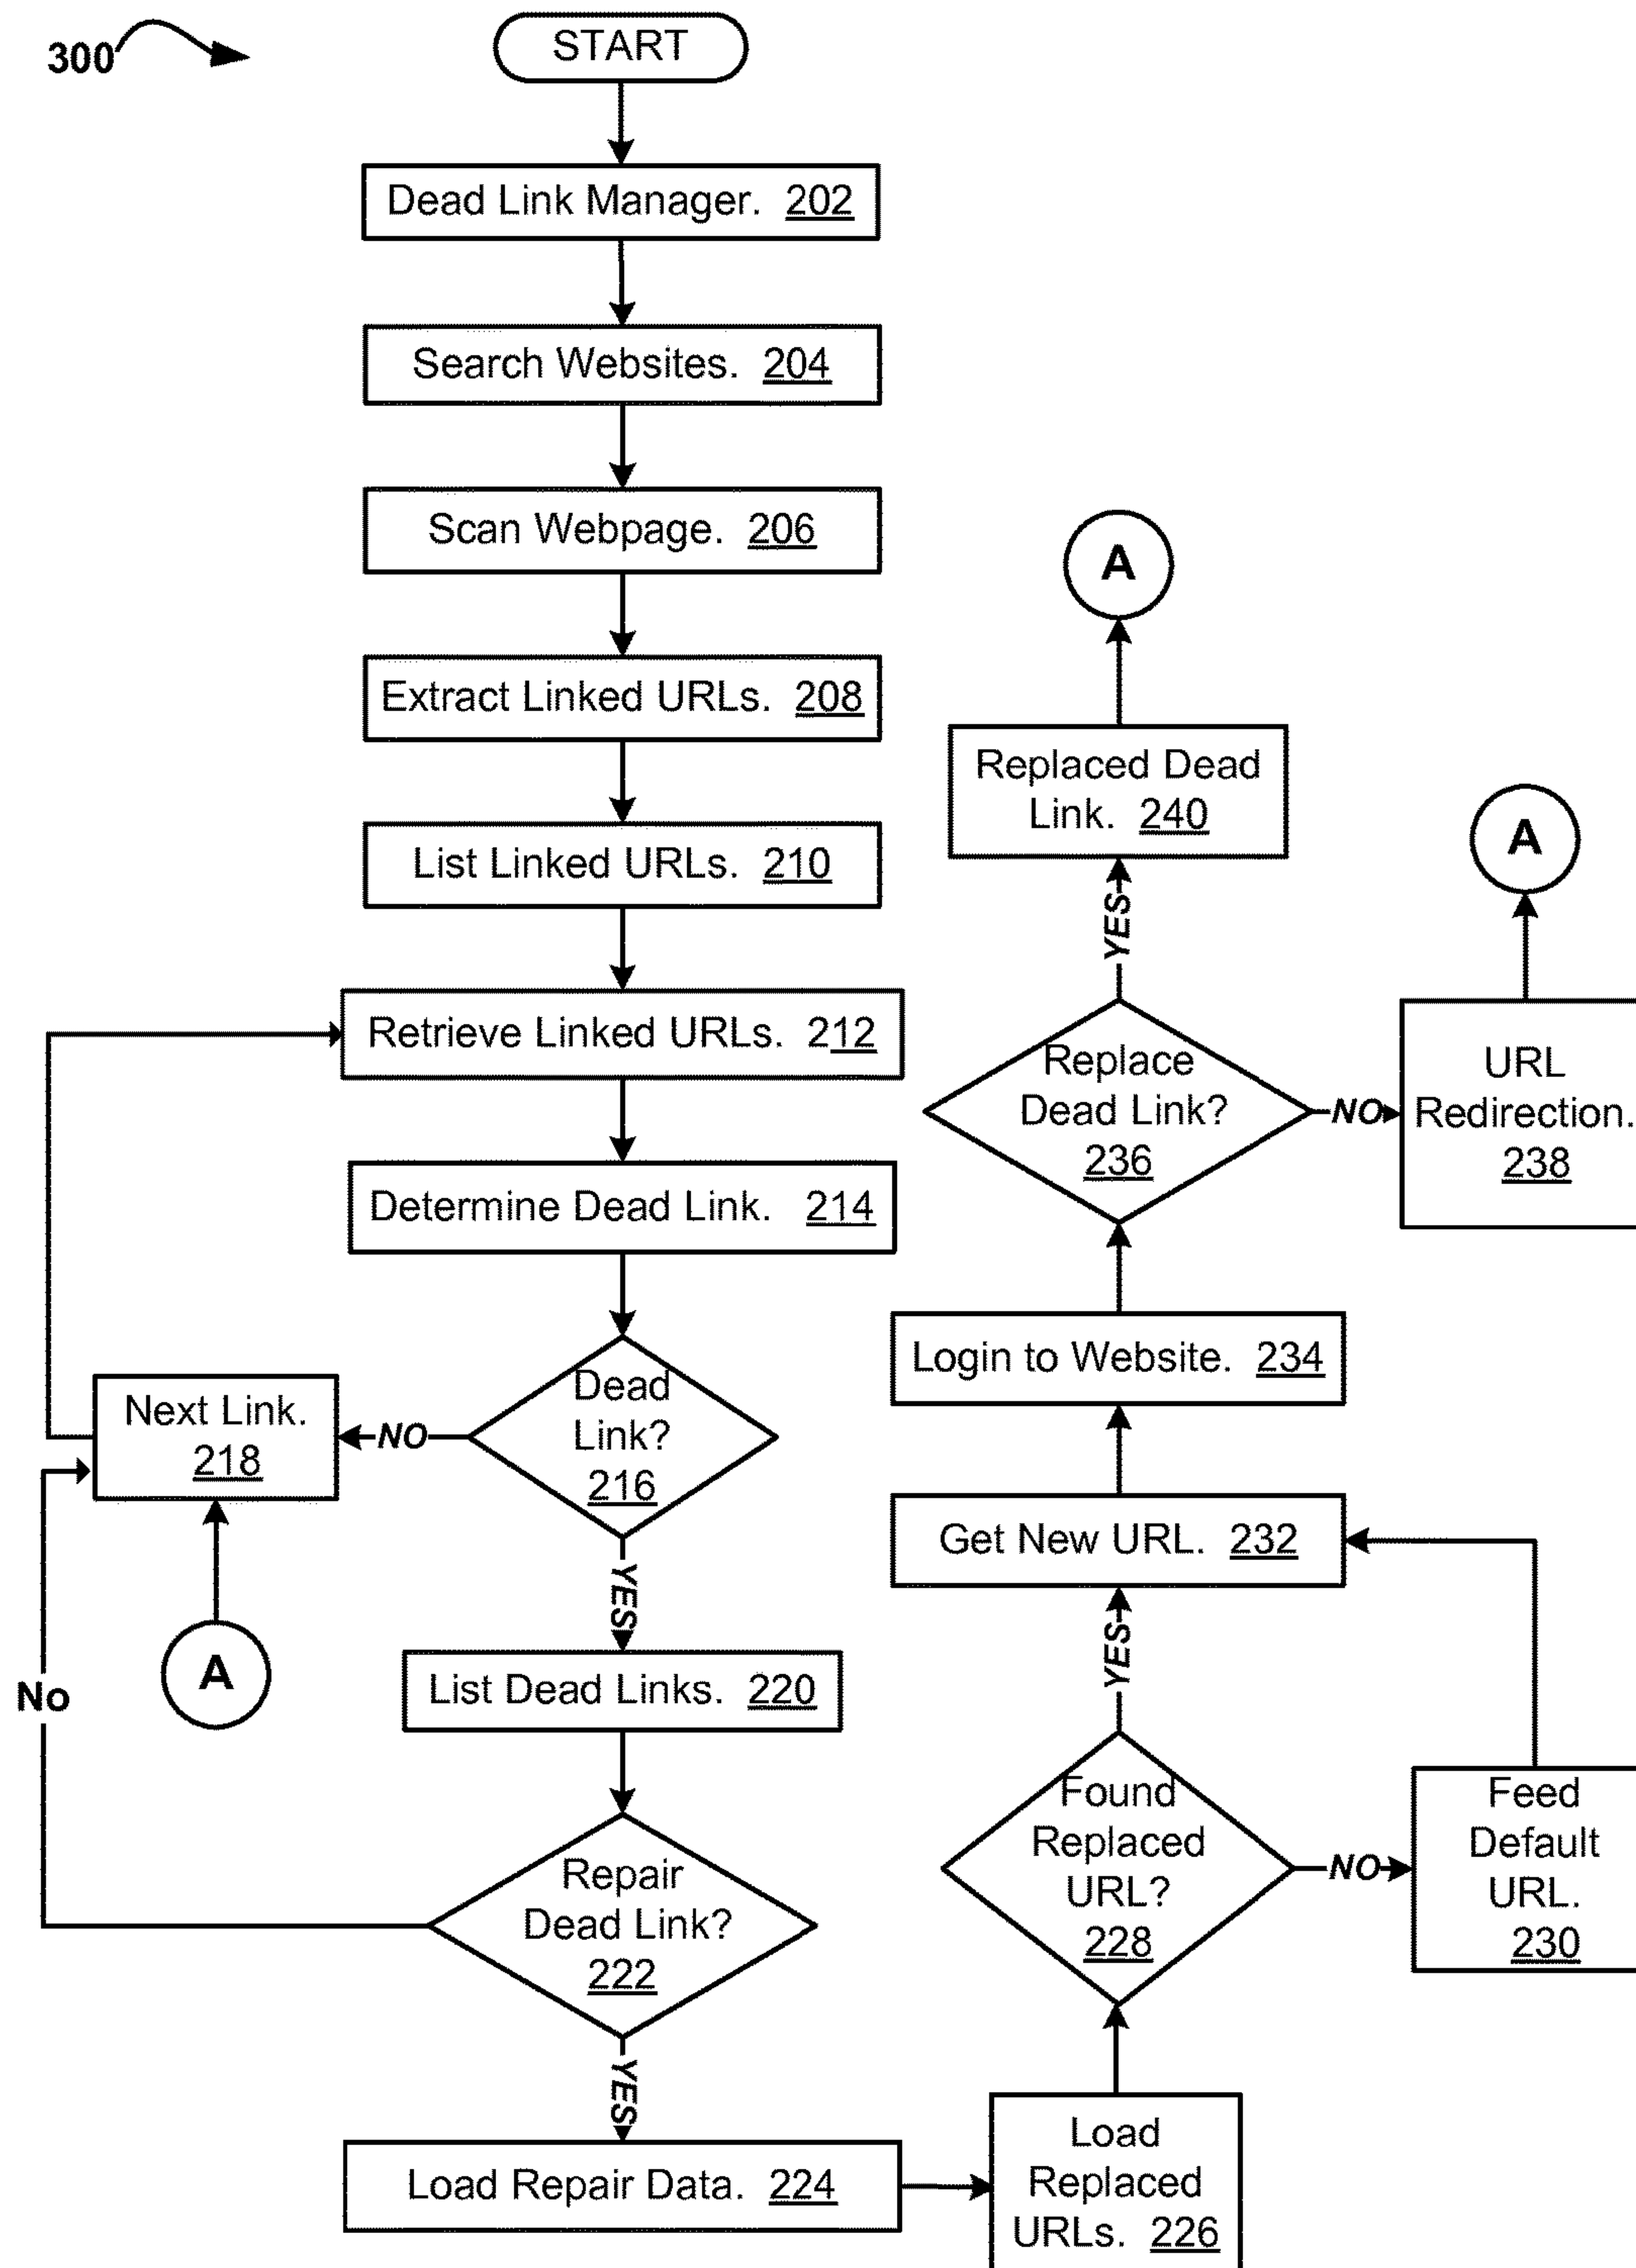 300
START
Dead Link Manager. 202
Search Websites. 204
Scan Webpage. 206
Extract Linked URLs. 208
List Linked URLs. 210
Retrieve Linked URLs. 212
Determine Dead Link. 214
Dead
Link?
216
NO
Next Link.
218
A
No
YES
List Dead Links. 220
Repair
Dead Link?
222
YES
Load Repair Data. 224
Load
Replaced
URLs. 226
Found
Replaced
URL?
228
NO
Feed
Default
URL.
230
YES
Get New URL. 232
Login to Website. 234
Replace
Dead Link?
236
NO
URL
Redirection.
238
A
YES
Replaced Dead
Link. 240
A